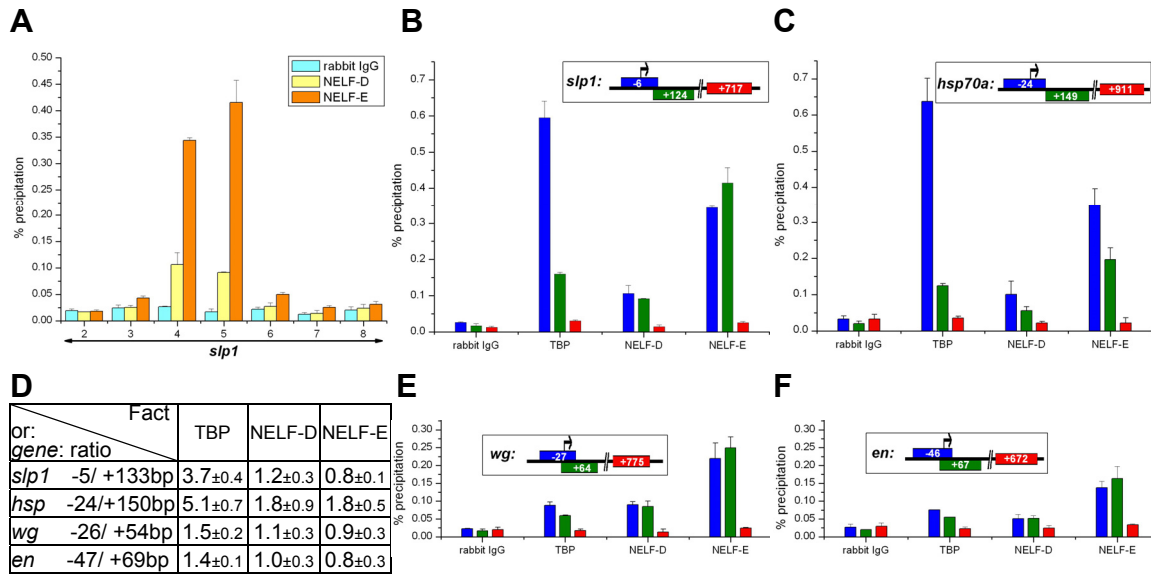 A
B
C
0.50
0.45
0.40
0.35
0.30
0.25
0.20
0.15
0.10
0.05
0.00
% precipitation
rabbit IgG
NELF-D
NELF-E
2 3 4 5 6 7 8
slp1
0.7
0.6
0.5
0.4
0.3
0.2
0.1
0.0
% precipitation
slp1:
-6
+124
+717
rabbit IgG TBP NELF-D NELF-E
0.7
0.6
0.5
0.4
0.3
0.2
0.1
0.0
% precipitation
hsp70a:
-24
+149
+911
rabbit IgG TBP NELF-D NELF-E
D
E
F
Fact
or:
gene: ratio
TBP NELF-D NELF-E
slp1 -5/ +133bp 3.7±0.4 1.2±0.3 0.8±0.1
hsp -24/+150bp 5.1±0.7 1.8±0.9 1.8±0.5
wg -26/ +54bp 1.5±0.2 1.1±0.3 0.9±0.3
en -47/ +69bp 1.4±0.1 1.0±0.3 0.8±0.3
0.30
0.25
0.20
0.15
0.10
0.05
0.00
% precipitation
wg:
-27
+64
+775
rabbit IgG TBP NELF-D NELF-E
0.30
0.25
0.20
0.15
0.10
0.05
0.00
% precipitation
en:
-46
+67
+672
rabbit IgG TBP NELF-D NELF-E